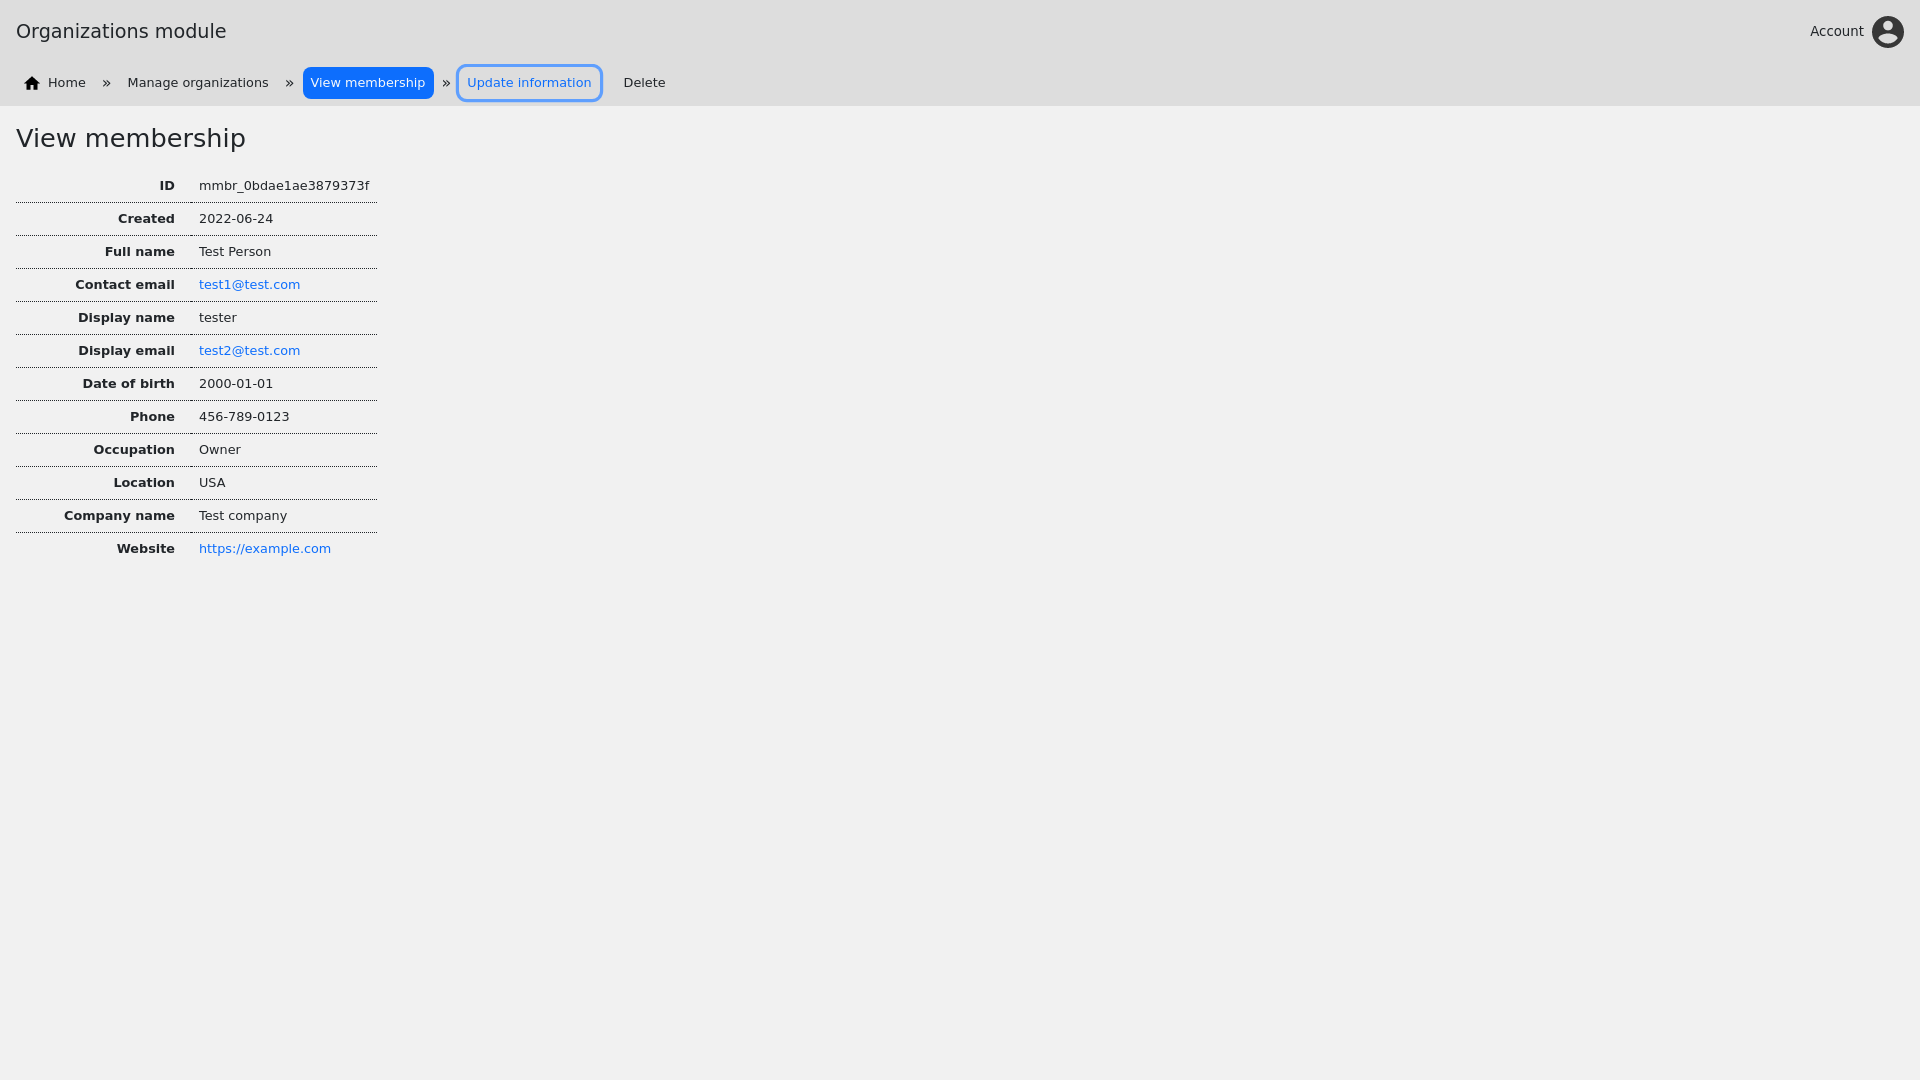 Organizations module
Account
Home » Manage organizations » View membership » Update information Delete
View membership
ID mmbr_0bdae1ae3879373f
Created 2022-06-24
Full name Test Person
Contact email test1@test.com
Display name tester
Display email test2@test.com
Date of birth 2000-01-01
Phone 456-789-0123
Occupation Owner
Location USA
Company name Test company
Website https://example.com